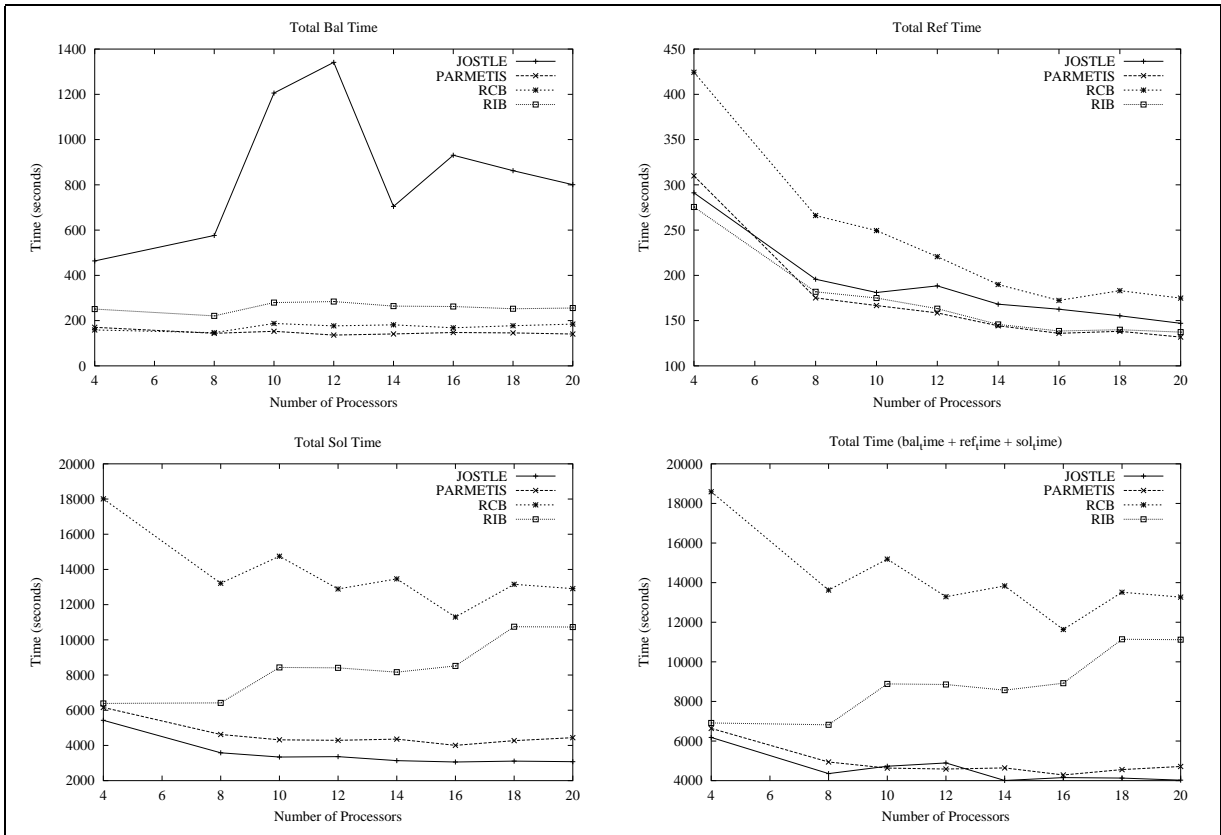 Total Bal Time
1400
1200
1000
800
600
400
200
0
Time (seconds)
JOSTLE
PARMETIS
RCB
RIB
4 6 8 10 12 14 16 18 20
Number of Processors
Total Ref Time
450
400
350
300
250
200
150
100
Time (seconds)
JOSTLE
PARMETIS
RCB
RIB
4 6 8 10 12 14 16 18 20
Number of Processors
Total Sol Time
20000
18000
16000
14000
12000
10000
8000
6000
4000
2000
Time (seconds)
JOSTLE
PARMETIS
RCB
RIB
4 6 8 10 12 14 16 18 20
Number of Processors
Total Time (bal_time + ref_time + sol_time)
20000
18000
16000
14000
12000
10000
8000
6000
4000
Time (seconds)
JOSTLE
PARMETIS
RCB
RIB
4 6 8 10 12 14 16 18 20
Number of Processors